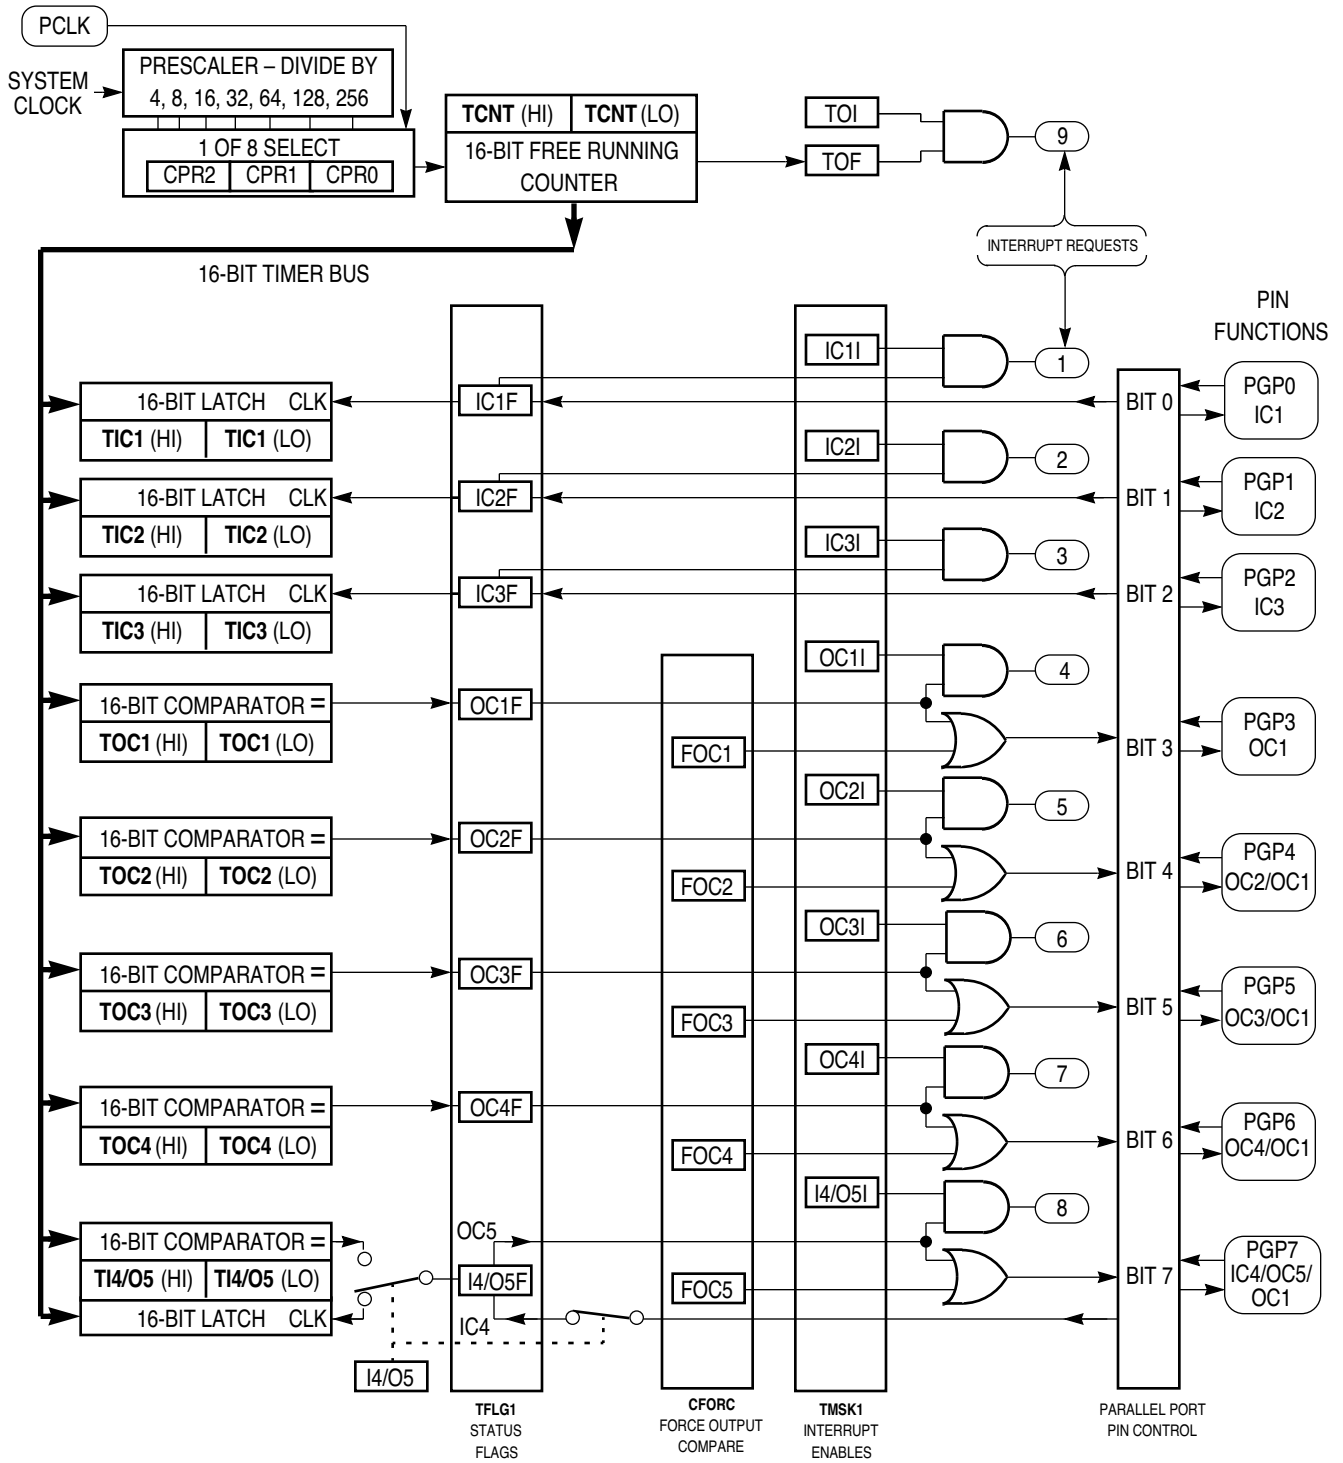 PCLK
SYSTEM
CLOCK
PRESCALER – DIVIDE BY
4, 8, 16, 32, 64, 128, 256
1 OF 8 SELECT
CPR2 CPR1 CPR0
TCNT (HI) TCNT (LO)
16-BIT FREE RUNNING
COUNTER
TOI
TOF
9
INTERRUPT REQUESTS
16-BIT TIMER BUS
PIN
FUNCTIONS
IC1I
1
16-BIT LATCH CLK
TIC1 (HI) TIC1 (LO)
IC1F
BIT 0
PGP0
IC1
IC2I
2
16-BIT LATCH CLK
TIC2 (HI) TIC2 (LO)
IC2F
BIT 1
PGP1
IC2
IC3I
3
16-BIT LATCH CLK
TIC3 (HI) TIC3 (LO)
IC3F
BIT 2
PGP2
IC3
OC1I
4
16-BIT COMPARATOR =
TOC1 (HI) TOC1 (LO)
OC1F
FOC1
BIT 3
PGP3
OC1
OC2I
5
16-BIT COMPARATOR =
TOC2 (HI) TOC2 (LO)
OC2F
FOC2
BIT 4
PGP4
OC2/OC1
OC3I
6
16-BIT COMPARATOR =
TOC3 (HI) TOC3 (LO)
OC3F
FOC3
BIT 5
PGP5
OC3/OC1
OC4I
7
16-BIT COMPARATOR =
TOC4 (HI) TOC4 (LO)
OC4F
FOC4
BIT 6
PGP6
OC4/OC1
I4/O5I
8
16-BIT COMPARATOR =
TI4/O5 (HI) TI4/O5 (LO)
16-BIT LATCH CLK
OC5
I4/O5F
IC4
FOC5
BIT 7
PGP7
IC4/OC5/
OC1
I4/O5
TFLG1
STATUS
FLAGS
CFORC
FORCE OUTPUT
COMPARE
TMSK1
INTERRUPT
ENABLES
PARALLEL PORT
PIN CONTROL